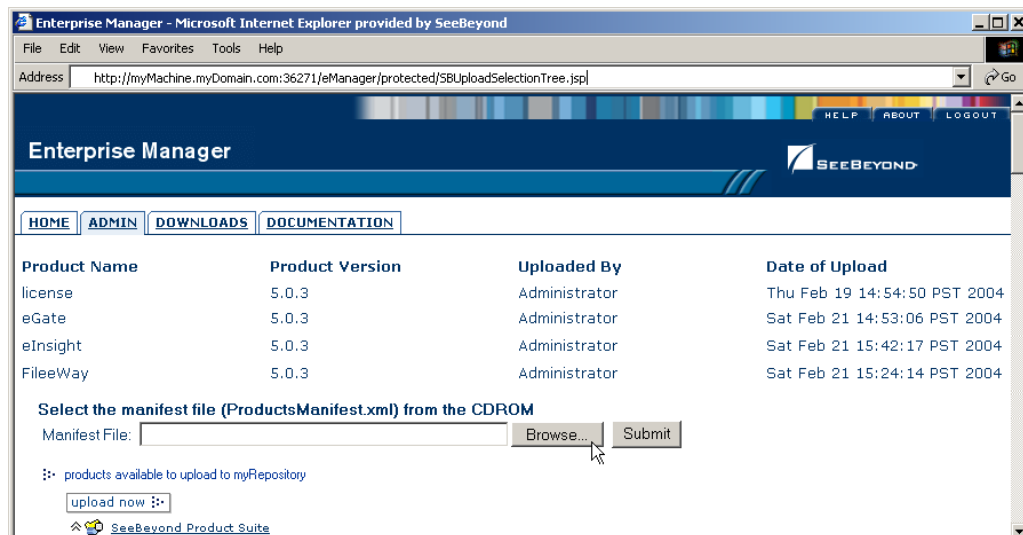 Enterprise Manager - Microsoft Internet Explorer provided by SeeBeyond
File Edit View Favorites Tools Help
Address http://myMachine.myDomain.com:36271/eManager/protected/SBUploadSelectionTree.jsp Go
HELP ABOUT LOGOUT
Enterprise Manager
SEEBEYOND
HOME ADMIN DOWNLOADS DOCUMENTATION
Product Name Product Version Uploaded By Date of Upload
license 5.0.3 Administrator Thu Feb 19 14:54:50 PST 2004
eGate 5.0.3 Administrator Sat Feb 21 14:53:06 PST 2004
eInsight 5.0.3 Administrator Sat Feb 21 15:42:17 PST 2004
FileeWay 5.0.3 Administrator Sat Feb 21 15:24:14 PST 2004
Select the manifest file (ProductsManifest.xml) from the CDROM
Manifest File: Browse... Submit
products available to upload to myRepository
upload now
SeeBeyond Product Suite